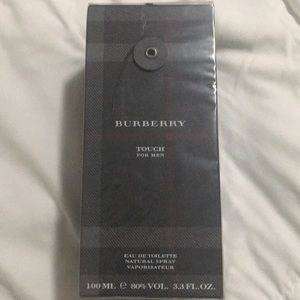 BURBERRY
TOUCH
FOR MEN
EAU DE TOILETTE
NATURAL SPRAY
VAPORISATEUR
100 ML ℮ 80% VOL. 3.3 FL. OZ.